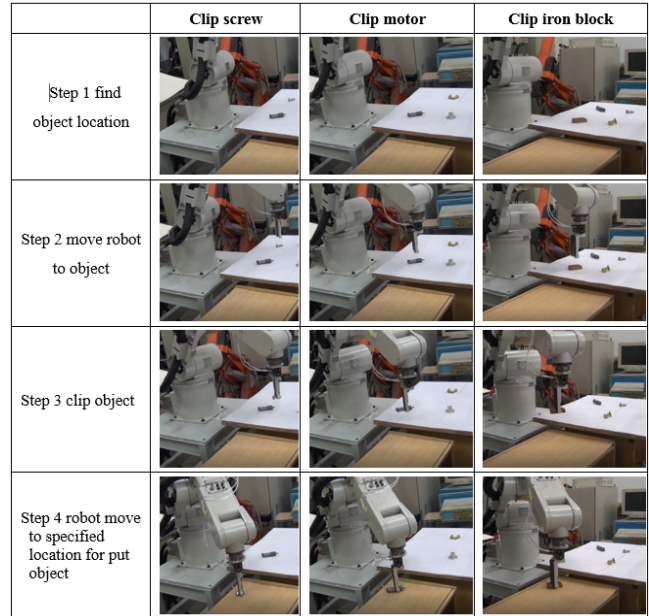 Clip screw Clip motor Clip iron block
Step 1 find
object location
Step 2 move robot
to object
Step 3 clip object
Step 4 robot move
to specified
location for put
object